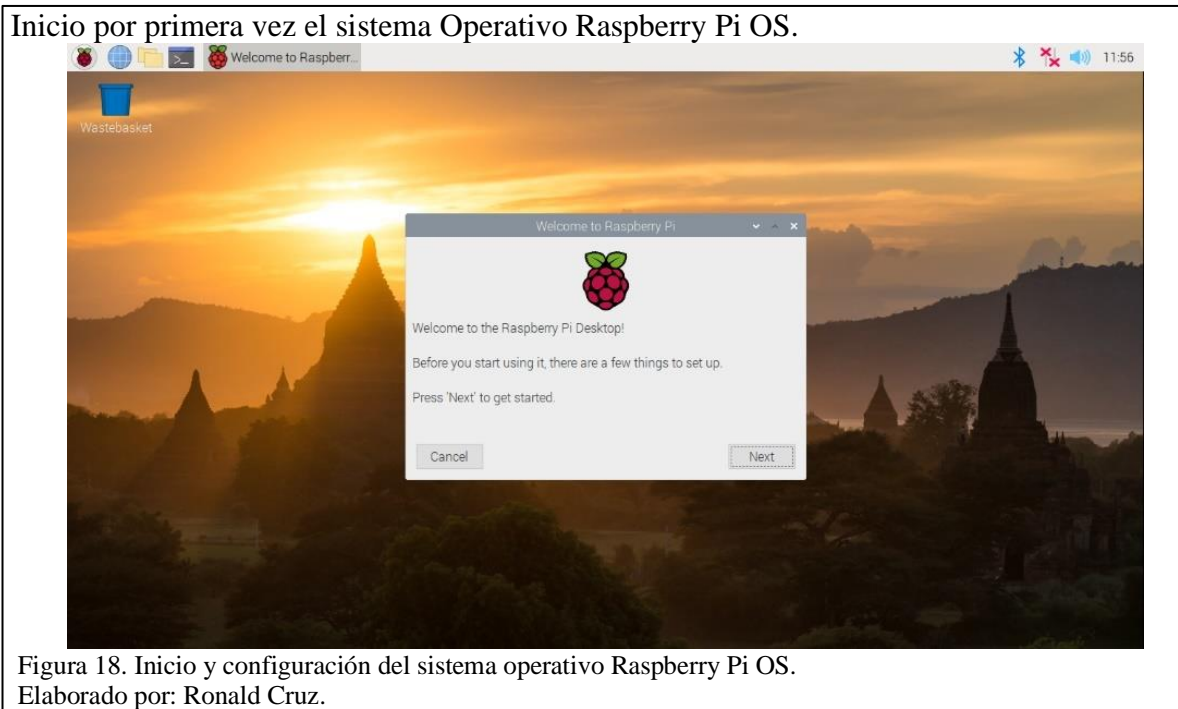 Inicio por primera vez el sistema Operativo Raspberry Pi OS.
Welcome to Raspberr... 11:56
Wastebasket
Welcome to Raspberry Pi
Welcome to the Raspberry Pi Desktop!
Before you start using it, there are a few things to set up.
Press 'Next' to get started.
Cancel Next
Figura 18. Inicio y configuración del sistema operativo Raspberry Pi OS.
Elaborado por: Ronald Cruz.